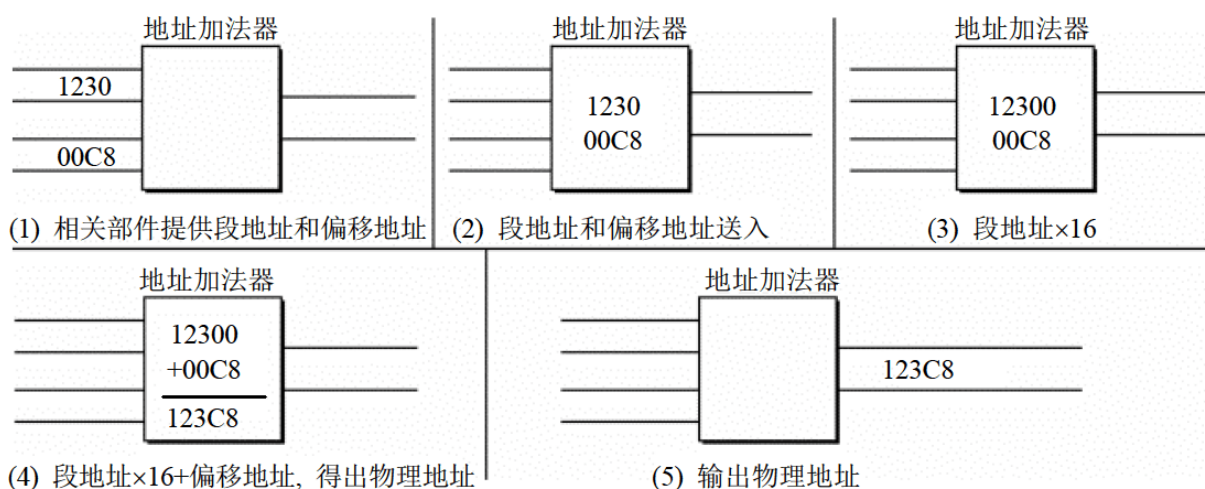 地址加法器
1230
00C8
(1) 相关部件提供段地址和偏移地址
地址加法器
1230
00C8
(2) 段地址和偏移地址送入
地址加法器
12300
00C8
(3) 段地址×16
地址加法器
12300
+00C8
123C8
(4) 段地址×16+偏移地址, 得出物理地址
地址加法器
123C8
(5) 输出物理地址